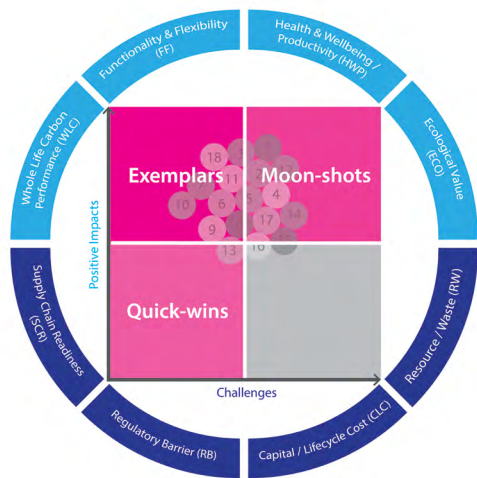 Functionality & Flexibility
(FF)
Health & Wellbeing /
Productivity (HWP)
Whole Life Carbon
Performance (WLC)
Ecological Value
(ECO)
Positive Impacts
18
11
10
6
9
13
4
17
14
16
Exemplars
Moon-shots
Quick-wins
Challenges
Supply Chain Readiness
(SCR)
Regulatory Barrier (RB)
Capital / Lifecycle Cost (CLC)
Resource / Waste (RW)